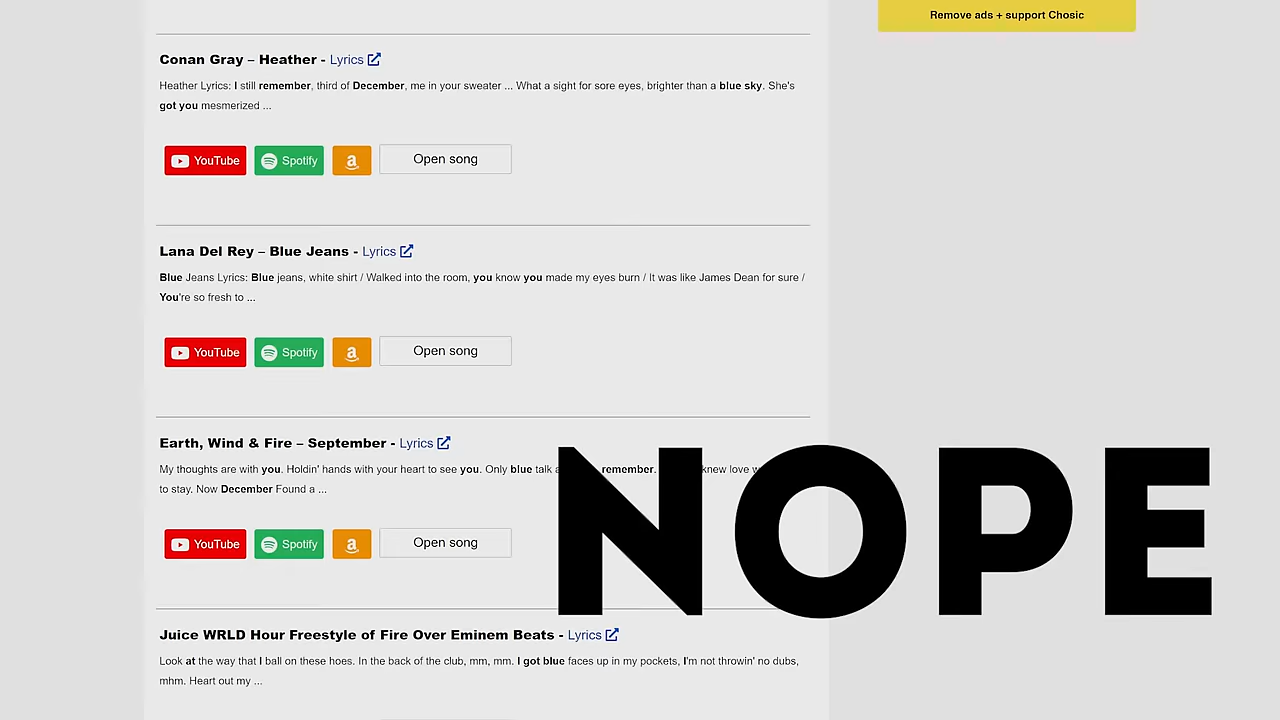 Remove ads + support Chosic
Conan Gray – Heather - Lyrics
Heather Lyrics: I still remember, third of December, me in your sweater ... What a sight for sore eyes, brighter than a blue sky. She's
got you mesmerized ...
YouTube Spotify a Open song
Lana Del Rey – Blue Jeans - Lyrics
Blue Jeans Lyrics: Blue jeans, white shirt / Walked into the room, you know you made my eyes burn / It was like James Dean for sure /
You're so fresh to ...
YouTube Spotify a Open song
Earth, Wind & Fire – September - Lyrics
My thoughts are with you. Holdin' hands with your heart to see you. Only blue talk remember. knew love
to stay. Now December Found a ...
NOPE
YouTube Spotify a Open song
Juice WRLD Hour Freestyle of Fire Over Eminem Beats - Lyrics
Look at the way that I ball on these hoes. In the back of the club, mm, mm. I got blue faces up in my pockets, I'm not throwin' no dubs,
mhm. Heart out my ...